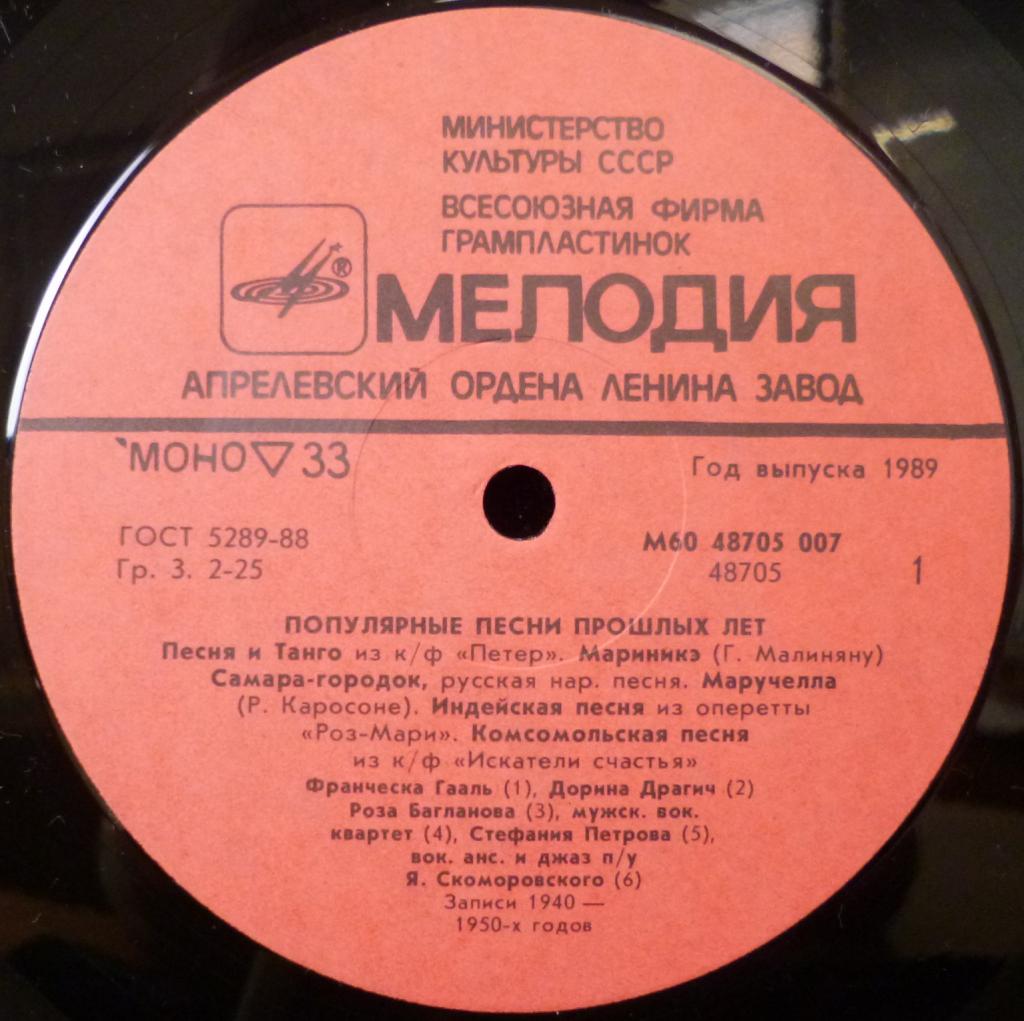 МИНИСТЕРСТВО
КУЛЬТУРЫ СССР
ВСЕСОЮЗНАЯ ФИРМА
ГРАМПЛАСТИНОК
®
МЕЛОДИЯ
АПРЕЛЕВСКИЙ ОРДЕНА ЛЕНИНА ЗАВОД
МОНО ▽ 33
Год выпуска 1989
ГОСТ 5289-88
Гр. 3. 2-25
М60 48705 007
48705
1
ПОПУЛЯРНЫЕ ПЕСНИ ПРОШЛЫХ ЛЕТ
Песня и Танго из к/ф «Петер». Мариникэ (Г. Малиняну)
Самара-городок, русская нар. песня. Маручелла
(Р. Каросоне). Индейская песня из оперетты
«Роз-Мари». Комсомольская песня
из к/ф «Искатели счастья»
Франческа Гааль (1), Дорина Драгич (2)
Роза Багланова (3), мужск. вок.
квартет (4), Стефания Петрова (5),
вок. анс. и джаз п/у
Я. Скоморовского (6)
Записи 1940 —
1950-х годов